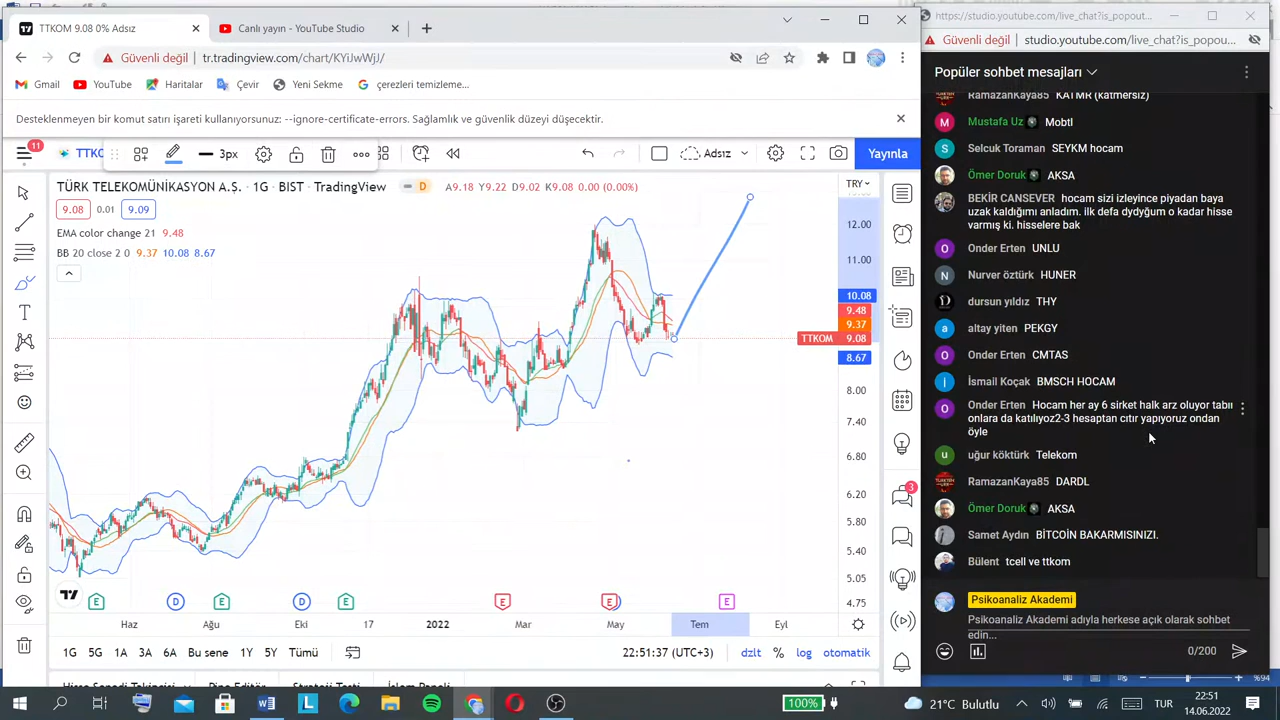 TTKOM 9.08 0% Adsız
Canlı yayın - YouTube Studio
https://studio.youtube.com/live_chat?is_popout...
Güvenli değil
tr.tradingview.com/chart/KYiJwWjJ/
Güvenli değil
studio.youtube.com/live_chat?is_popou...
Gmail
YouTube
Haritalar
Çevir
Yeni Sekme
çerezleri temizleme...
Popüler sohbet mesajları
Desteklenmeyen bir komut satırı işareti kullanıyorsunuz: --ignore-certificate-errors. Sağlamlık ve güvenlik düzeyi düşecektir.
11
TTKC
3px
Adsız
Yayınla
TÜRK TELEKOMÜNİKASYON A.Ş. · 1G · BIST · TradingView
D
A9.18 Y9.22 D9.02 K9.08 0.00 (0.00%)
TRY
9.08
0.01
9.09
EMA color change 21 9.48
BB 20 close 2 0 9.37 10.08 8.67
12.00
11.00
10.08
9.48
9.37
TTKOM 9.08
8.67
8.00
7.40
6.80
6.20
5.80
5.40
5.05
4.75
E
D
E
D
E
E
E
E
Haz
Ağu
Eki
17
2022
Mar
May
Tem
Eyl
1G
5G
1A
3A
6A
Bu sene
1Y
5Y
Tümü
22:51:37 (UTC+3)
dzlt
%
log
otomatik
3
RamazanKaya85 KATMR (katmersiz)
Mustafa Uz Mobtl
Selcuk Toraman SEYKM hocam
Ömer Doruk AKSA
BEKİR CANSEVER hocam sizi izleyince piyadan baya
uzak kaldığımı anladım. ilk defa dydyğum o kadar hisse
varmış ki. hisselere bak
Onder Erten UNLU
Nurver öztürk HUNER
dursun yıldız THY
altay yiten PEKGY
Onder Erten CMTAS
İsmail Koçak BMSCH HOCAM
Onder Erten Hocam her ay 6 sirket halk arz oluyor tabıı
onlara da katılıyoz2-3 hesaptan cıtır yapıyoruz ondan
öyle
uğur köktürk Telekom
RamazanKaya85 DARDL
Ömer Doruk AKSA
Samet Aydın BİTCOİN BAKARMISINIZI.
Bülent tcell ve ttkom
Psikoanaliz Akademi
Psikoanaliz Akademi adıyla herkese açık olarak sohbet
edin...
0/200
%94
100%
21°C Bulutlu
TUR
22:51
14.06.2022